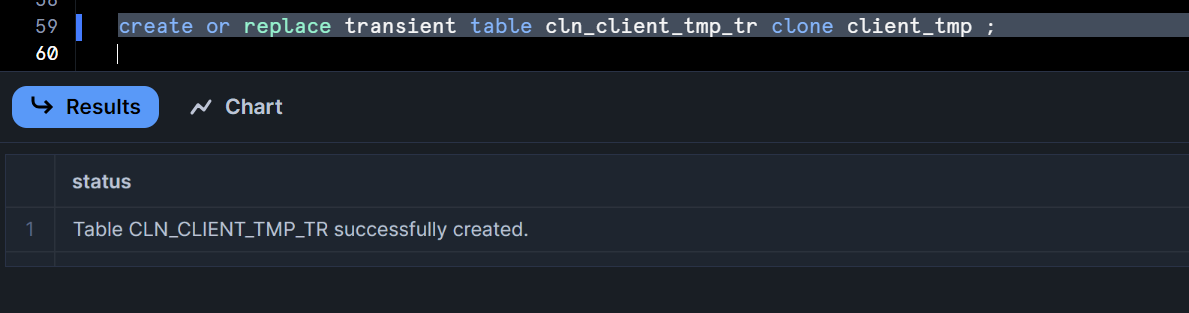 58
59 create or replace transient table cln_client_tmp_tr clone client_tmp ;
60
Results Chart
status
1 Table CLN_CLIENT_TMP_TR successfully created.